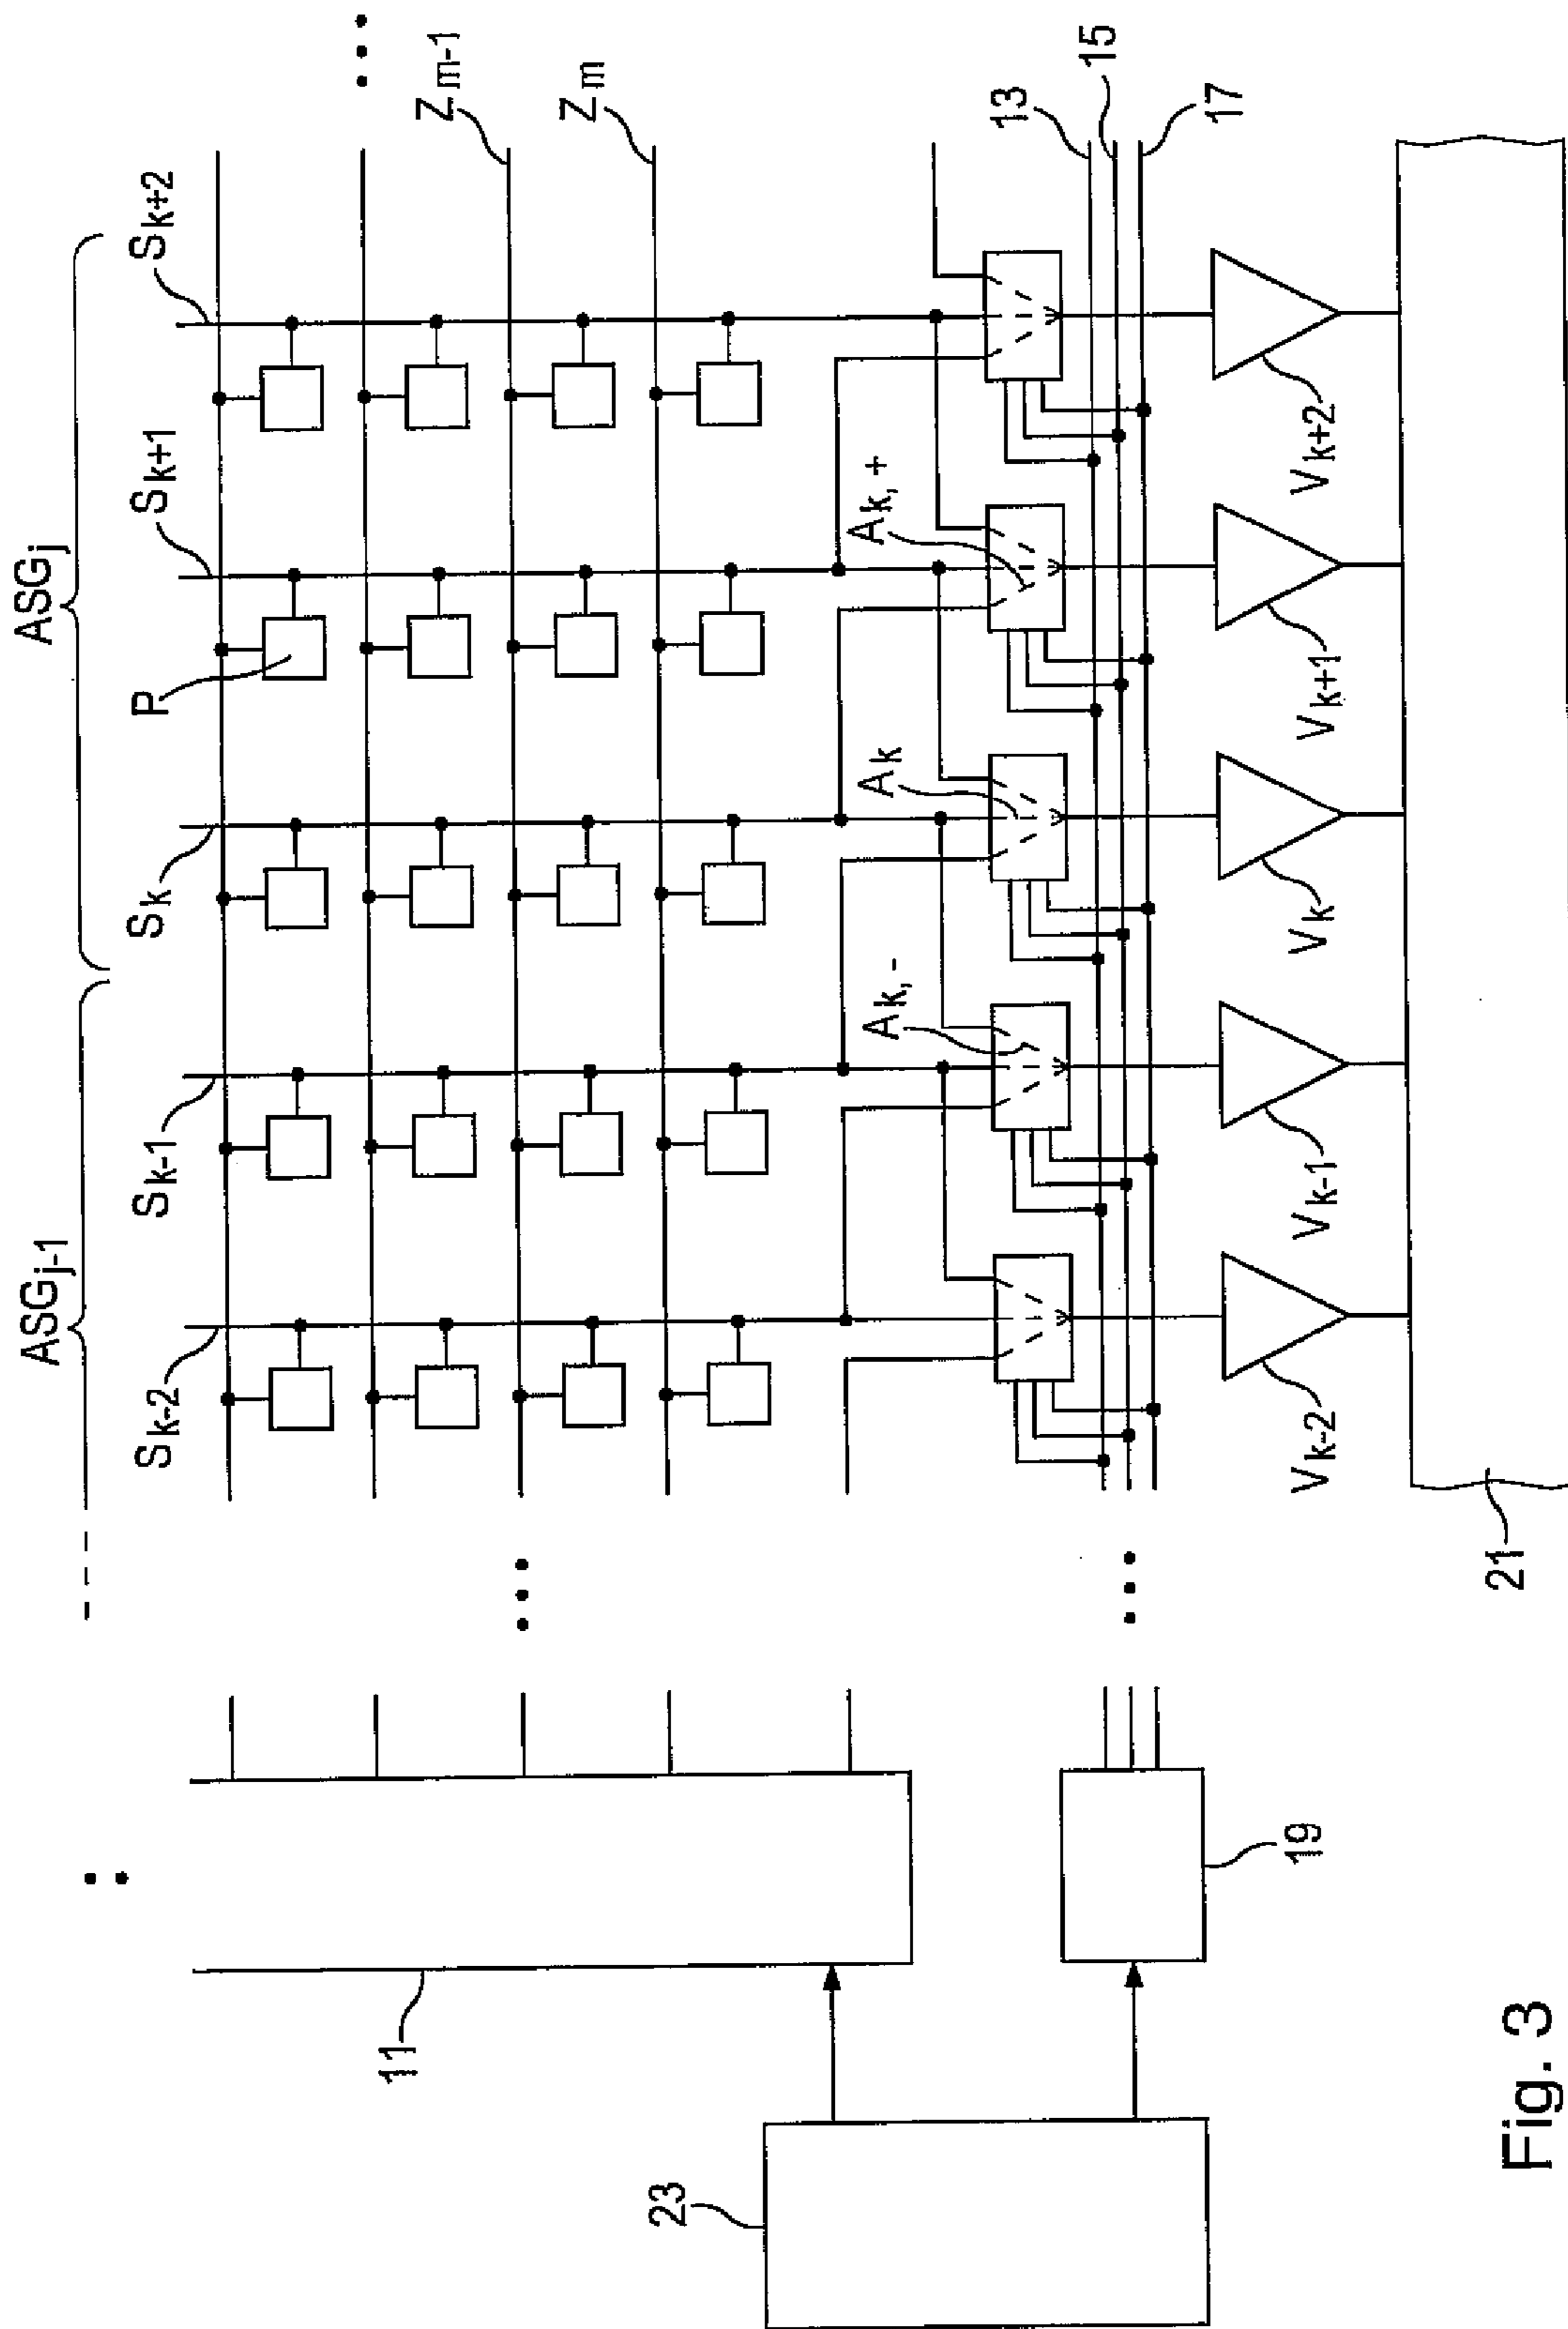 ASGj-1
ASGj
Sk-2
Sk-1
Sk
Sk+1
Sk+2
P
Zm-1
Zm
11
Ak,-
Ak
Ak,+
13
15
17
23
19
Vk-2
Vk-1
Vk
Vk+1
Vk+2
21
Fig. 3